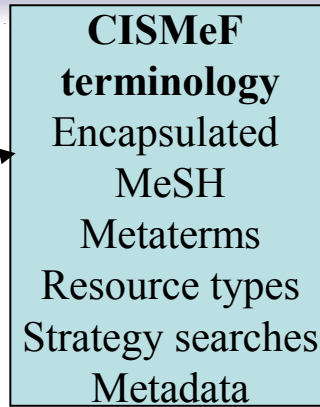 CISMeF
terminology
Encapsulated
MeSH
Metaterms
Resource types
Strategy searches
Metadata